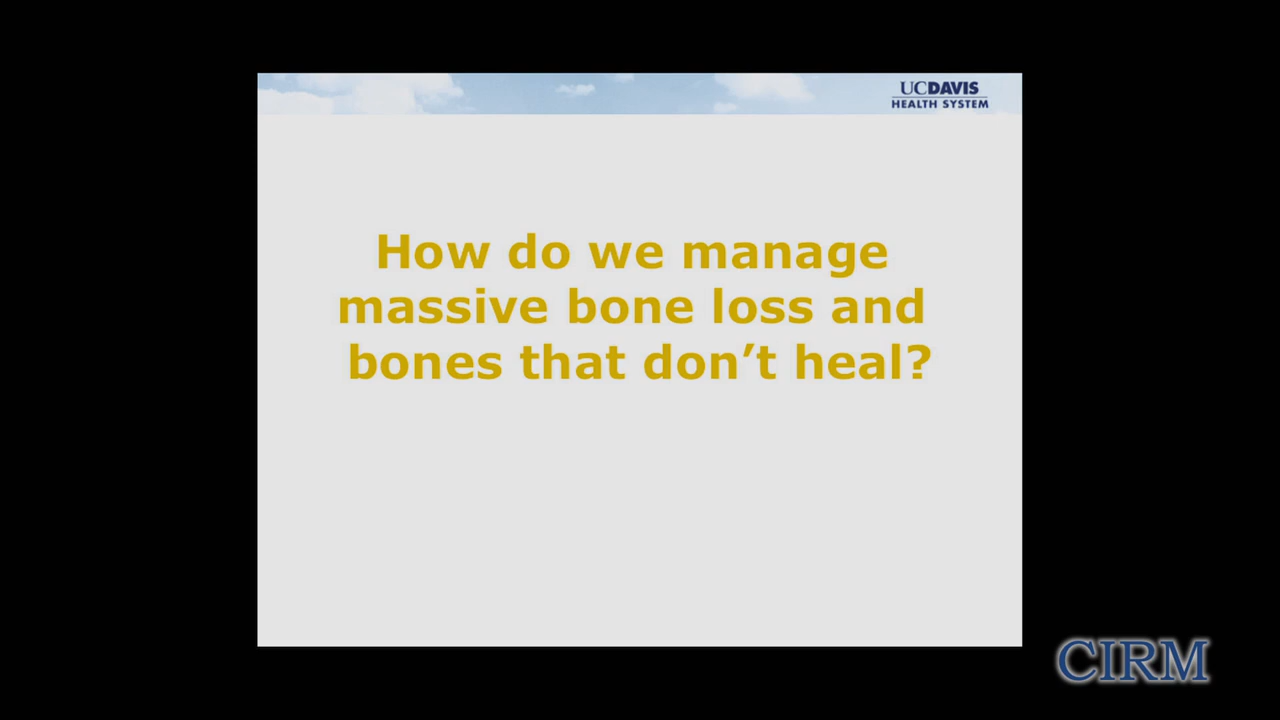 UCDAVIS
HEALTH SYSTEM
How do we manage
massive bone loss and
bones that don’t heal?
CIRM